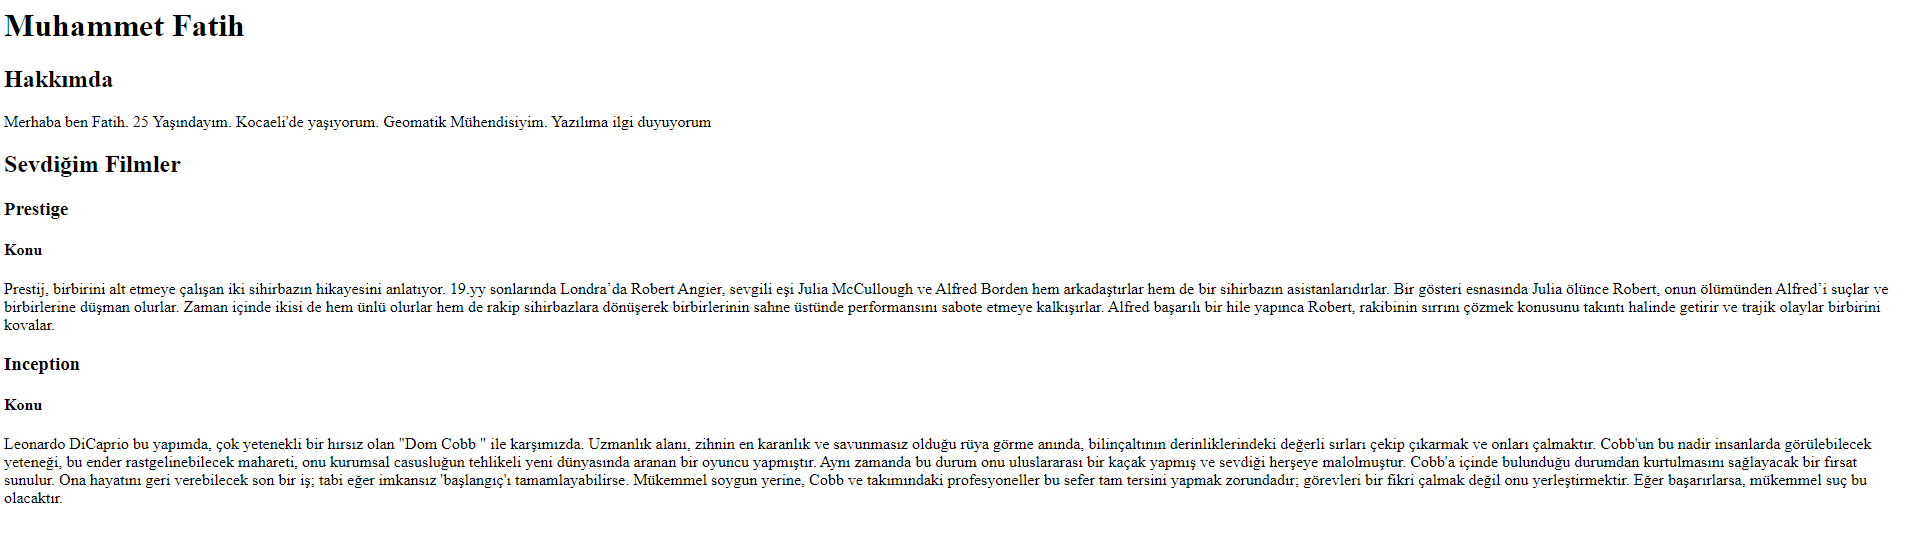 Muhammet Fatih
Hakkımda
Merhaba ben Fatih. 25 Yaşındayım. Kocaeli'de yaşıyorum. Geomatik Mühendisiyim. Yazılıma ilgi duyuyorum
Sevdiğim Filmler
Prestige
Konu
Prestij, birbirini alt etmeye çalışan iki sihirbazın hikayesini anlatıyor. 19.yy sonlarında Londra’da Robert Angier, sevgili eşi Julia McCullough ve Alfred Borden hem arkadaştırlar hem de bir sihirbazın asistanlarıdırlar. Bir gösteri esnasında Julia ölünce Robert, onun ölümünden Alfred’i suçlar ve
birbirlerine düşman olurlar. Zaman içinde ikisi de hem ünlü olurlar hem de rakip sihirbazlara dönüşerek birbirlerinin sahne üstünde performansını sabote etmeye kalkışırlar. Alfred başarılı bir hile yapınca Robert, rakibinin sırrını çözmek konusunu takıntı halinde getirir ve trajik olaylar birbirini
kovalar.
Inception
Konu
Leonardo DiCaprio bu yapımda, çok yetenekli bir hırsız olan "Dom Cobb " ile karşımızda. Uzmanlık alanı, zihnin en karanlık ve savunmasız olduğu rüya görme anında, bilinçaltının derinliklerindeki değerli sırları çekip çıkarmak ve onları çalmaktır. Cobb'un bu nadir insanlarda görülebilecek
yeteneği, bu ender rastgelinebilecek mahareti, onu kurumsal casusluğun tehlikeli yeni dünyasında aranan bir oyuncu yapmıştır. Aynı zamanda bu durum onu uluslararası bir kaçak yapmış ve sevdiği herşeye malolmuştur. Cobb'a içinde bulunduğu durumdan kurtulmasını sağlayacak bir fırsat
sunulur. Ona hayatını geri verebilecek son bir iş; tabi eğer imkansız 'başlangıç'ı tamamlayabilirse. Mükemmel soygun yerine, Cobb ve takımındaki profesyoneller bu sefer tam tersini yapmak zorundadır; görevleri bir fikri çalmak değil onu yerleştirmektir. Eğer başarırlarsa, mükemmel suç bu
olacaktır.